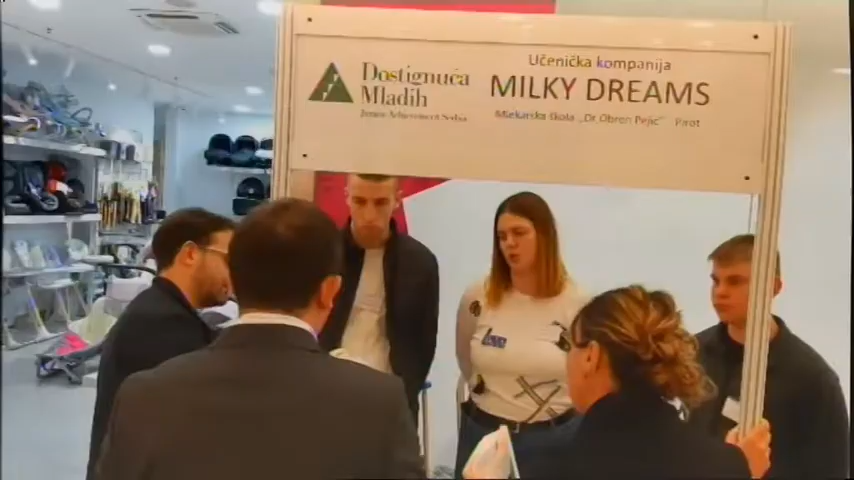 Dostignuća
Mladih
Junior Achievement Serbia
Učenička kompanija
MILKY DREAMS
Mlekarska škola „Dr Obren Pejić" Pirot